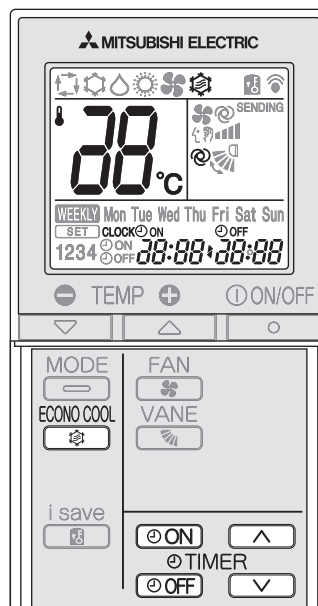 MITSUBISHI ELECTRIC
SENDING
88 °C
WEEKLY Mon Tue Wed Thu Fri Sat Sun
SET CLOCK ON OFF
1234 ON OFF 88:88 88:88
TEMP ON/OFF
MODE FAN
ECONO COOL VANE
i save
ON
TIMER
OFF